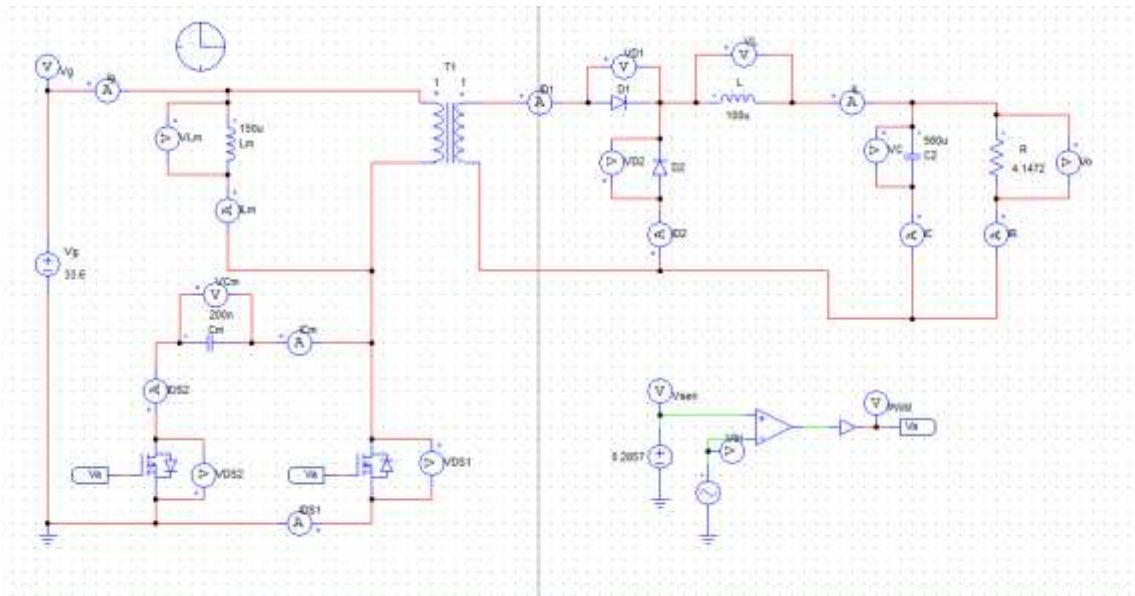 Vg
Ig
T1
1 1
VLm
150u
Lm
ILm
Vg
33.6
VCm
200n
Cm
ICm
IDS2
Va
VDS2
Va
VDS1
IDS1
ID1
VD1
D1
VD2
D2
ID2
VL
L
100u
IL
VC
560u
C2
IC
R
4.1472
IR
Vo
Vsen
0.2857
PWM
Va